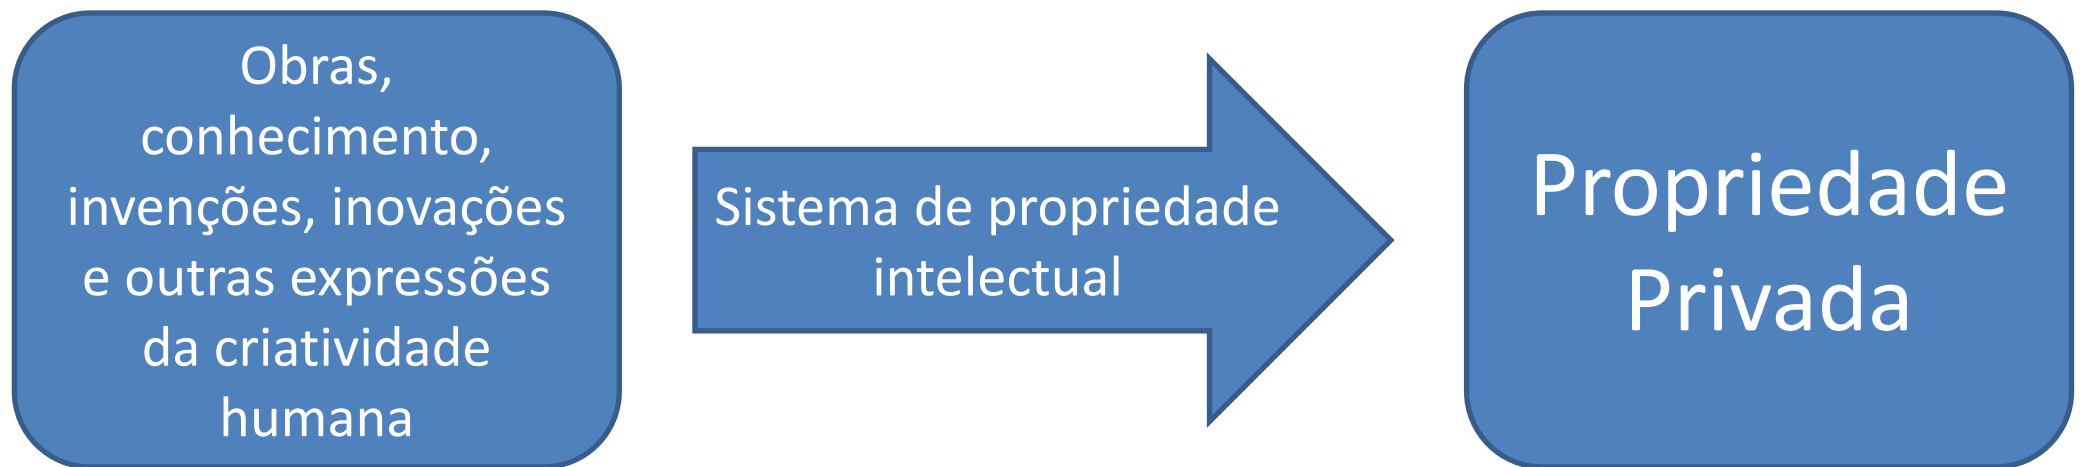 Obras,
conhecimento,
invenções, inovações
e outras expressões
da criatividade
humana
Sistema de propriedade
intelectual
Propriedade
Privada